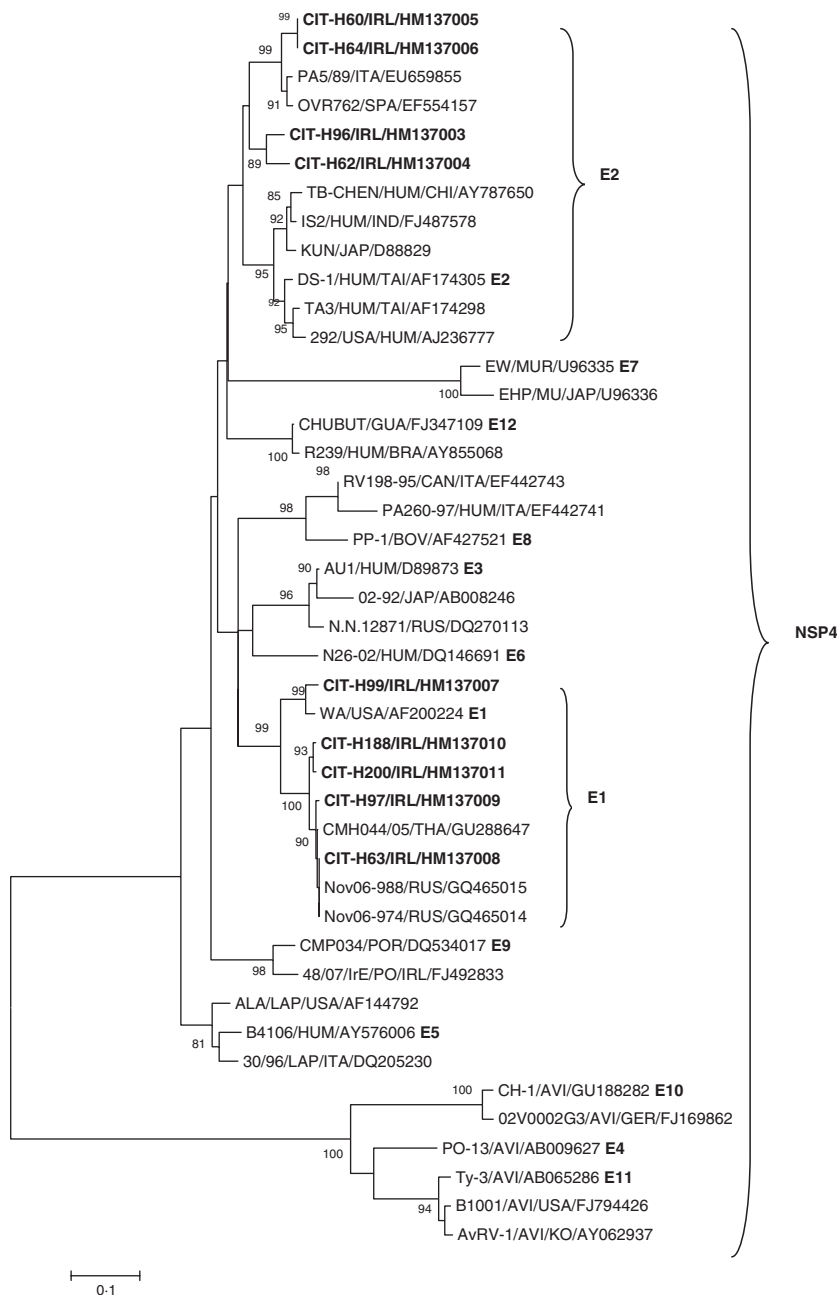 99
CIT-H60/IRL/HM137005
99
CIT-H64/IRL/HM137006
PA5/89/ITA/EU659855
91
OVR762/SPA/EF554157
CIT-H96/IRL/HM137003
89
CIT-H62/IRL/HM137004
E2
85
TB-CHEN/HUM/CHI/AY787650
92
IS2/HUM/IND/FJ487578
KUN/JAP/D88829
95
DS-1/HUM/TAI/AF174305 E2
92
TA3/HUM/TAI/AF174298
95
292/USA/HUM/AJ236777
EW/MUR/U96335 E7
100
EHP/MU/JAP/U96336
CHUBUT/GUA/FJ347109 E12
100
R239/HUM/BRA/AY855068
98
RV198-95/CAN/ITA/EF442743
98
PA260-97/HUM/ITA/EF442741
PP-1/BOV/AF427521 E8
90
AU1/HUM/D89873 E3
96
02-92/JAP/AB008246
N.N.12871/RUS/DQ270113
NSP4
N26-02/HUM/DQ146691 E6
99
CIT-H99/IRL/HM137007
WA/USA/AF200224 E1
99
CIT-H188/IRL/HM137010
93
CIT-H200/IRL/HM137011
100
CIT-H97/IRL/HM137009
E1
CMH044/05/THA/GU288647
90
CIT-H63/IRL/HM137008
Nov06-988/RUS/GQ465015
Nov06-974/RUS/GQ465014
CMP034/POR/DQ534017 E9
98
48/07/IrE/PO/IRL/FJ492833
ALA/LAP/USA/AF144792
B4106/HUM/AY576006 E5
81
30/96/LAP/ITA/DQ205230
100
CH-1/AVI/GU188282 E10
02V0002G3/AVI/GER/FJ169862
100
PO-13/AVI/AB009627 E4
Ty-3/AVI/AB065286 E11
94
B1001/AVI/USA/FJ794426
AvRV-1/AVI/KO/AY062937
0·1